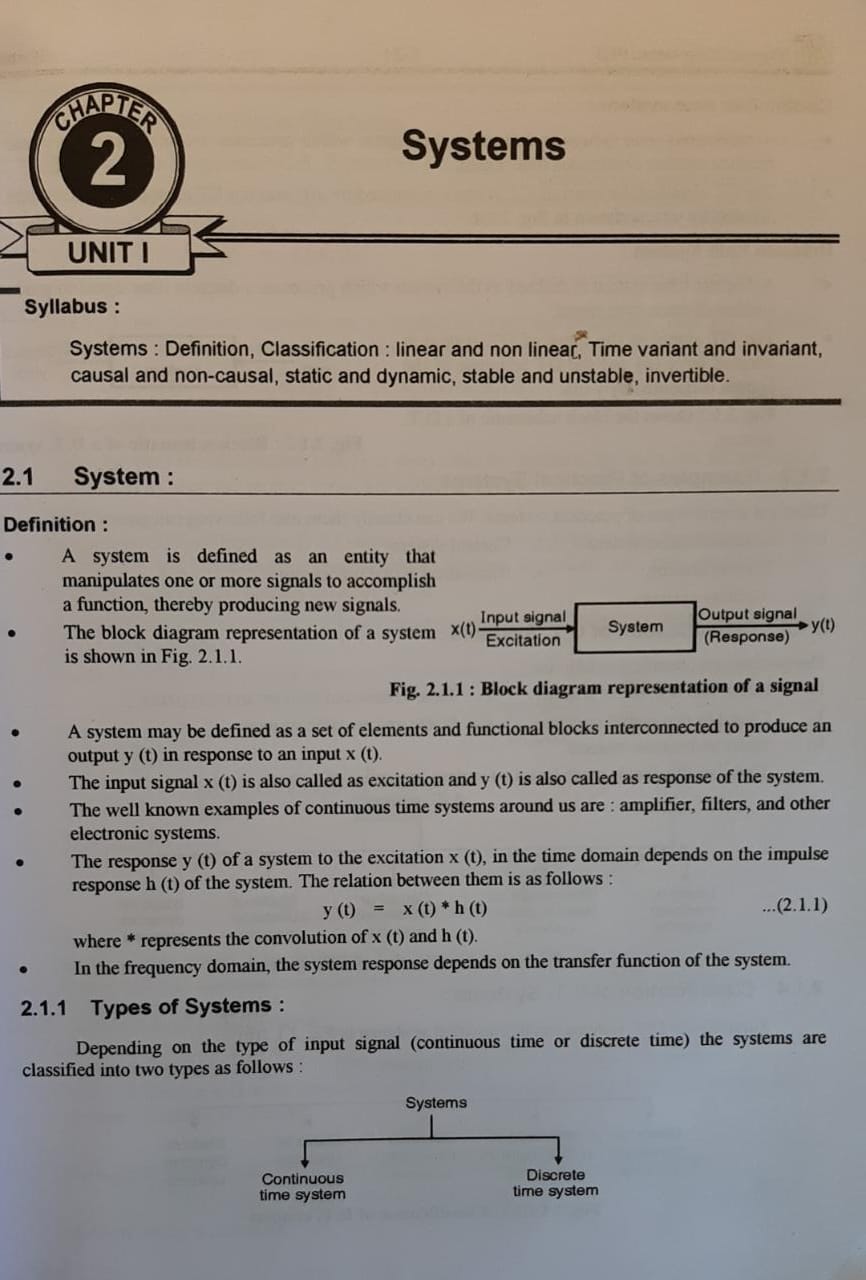 CHAPTER
2
UNIT I
Systems
Syllabus :
Systems : Definition, Classification : linear and non linear, Time variant and invariant,
causal and non-causal, static and dynamic, stable and unstable, invertible.
2.1 System :
Definition :
• A system is defined as an entity that
manipulates one or more signals to accomplish
a function, thereby producing new signals.
• The block diagram representation of a system
is shown in Fig. 2.1.1.
x(t) Input signal
Excitation
System
Output signal
(Response)
y(t)
Fig. 2.1.1 : Block diagram representation of a signal
• A system may be defined as a set of elements and functional blocks interconnected to produce an
output y (t) in response to an input x (t).
• The input signal x (t) is also called as excitation and y (t) is also called as response of the system.
• The well known examples of continuous time systems around us are : amplifier, filters, and other
electronic systems.
• The response y (t) of a system to the excitation x (t), in the time domain depends on the impulse
response h (t) of the system. The relation between them is as follows :
y (t) = x (t) * h (t) ...(2.1.1)
where * represents the convolution of x (t) and h (t).
• In the frequency domain, the system response depends on the transfer function of the system.
2.1.1 Types of Systems :
Depending on the type of input signal (continuous time or discrete time) the systems are
classified into two types as follows :
Systems
Continuous
time system
Discrete
time system